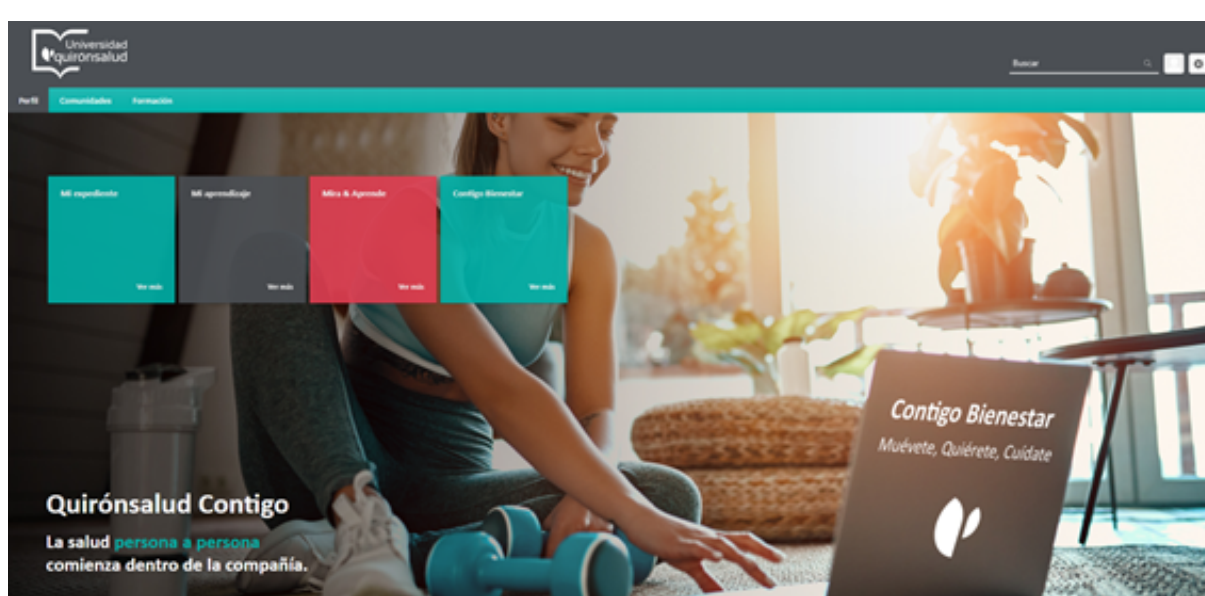 Universidad
quirónsalud
Buscar
Perfil Comunidades Formación
Mi expediente
Mi aprendizaje
Mira & Aprende
Contigo Bienestar
Ver más
Ver más
Ver más
Ver más
Contigo Bienestar
Muévete, Quiérete, Cuídate
Quirónsalud Contigo
La salud persona a persona
comienza dentro de la compañía.